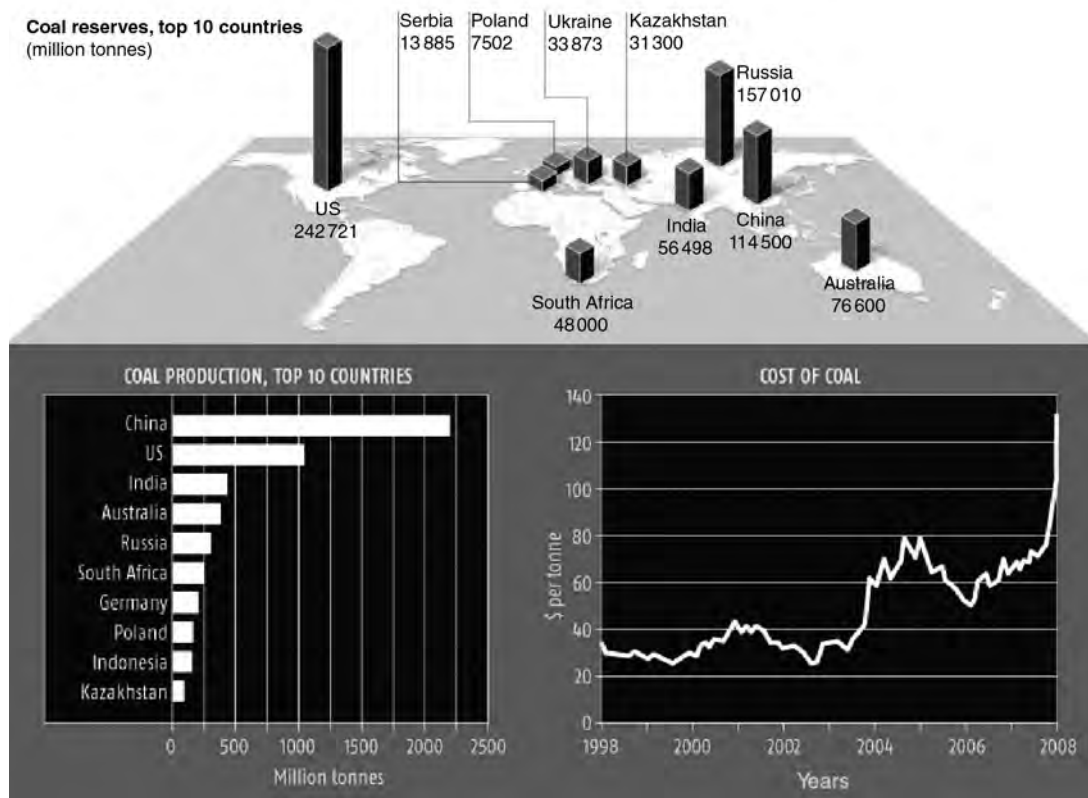 Coal reserves, top 10 countries
(million tonnes)
Serbia
13 885
Poland
7502
Ukraine
33 873
Kazakhstan
31 300
Russia
157 010
US
242 721
India
56 498
China
114 500
South Africa
48 000
Australia
76 600
COAL PRODUCTION, TOP 10 COUNTRIES
China
US
India
Australia
Russia
South Africa
Germany
Poland
Indonesia
Kazakhstan
0 500 1000 2000 2500
Million tonnes
COST OF COAL
$ per tonne
140
120
100
80
60
40
20
0
1998 2000 2002 2004 2006 2008
Years